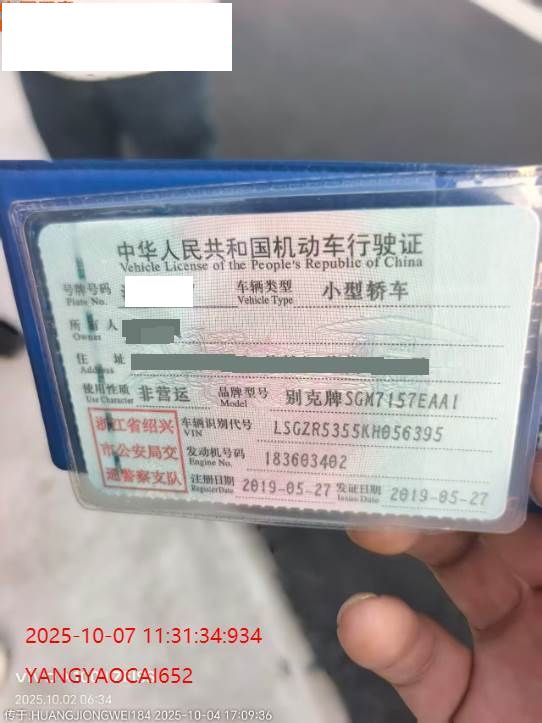 中华人民共和国机动车行驶证
Vehicle License of the People's Republic of China
号牌号码 车辆类型 小型轿车
Plate No. Vehicle Type
所有人
Owner
住 址
Address
使用性质 非营运 品牌型号 别克牌SGM7157EAA1
Use Character Model
浙江省绍兴 车辆识别代号 LSGZR5355KH056395
市公安局交 VIN
通警察支队 发动机号码 183603402
Engine No.
注册日期 2019-05-27 发证日期 2019-05-27
Register Date Issue Date
2025-10-07 11:31:34:934
YANGYAOCAI652
2025.10.02 06:34
传于:HUANGJIONGWEI184 2025-10-04 17:09:36